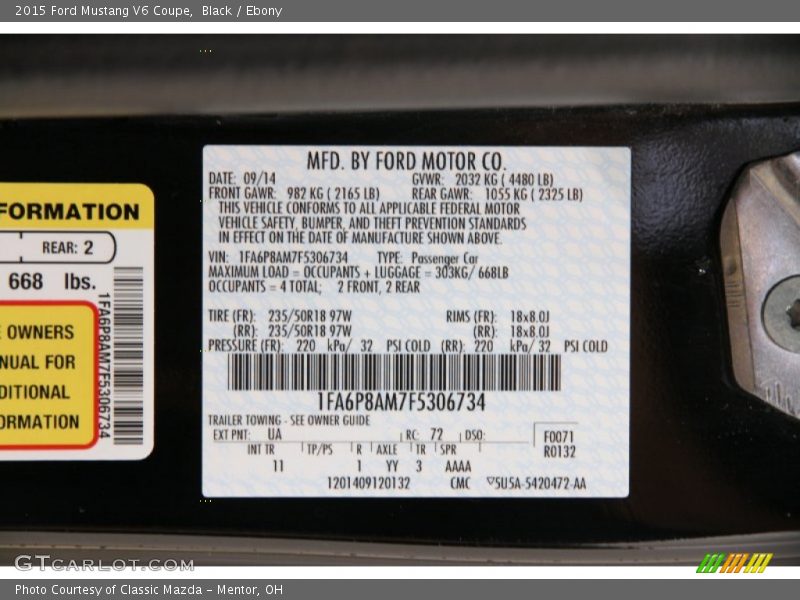 2015 Ford Mustang V6 Coupe, Black / Ebony
FORMATION
REAR: 2
668 lbs.
E OWNERS
NUAL FOR
DITIONAL
ORMATION
1FA6P8AM7F5306734
MFD. BY FORD MOTOR CO.
DATE: 09/14 GVWR: 2032 KG ( 4480 LB)
FRONT GAWR: 982 KG ( 2165 LB) REAR GAWR: 1055 KG ( 2325 LB)
THIS VEHICLE CONFORMS TO ALL APPLICABLE FEDERAL MOTOR
VEHICLE SAFETY, BUMPER, AND THEFT PREVENTION STANDARDS
IN EFFECT ON THE DATE OF MANUFACTURE SHOWN ABOVE.
VIN: 1FA6P8AM7F5306734 TYPE: Passenger Car
MAXIMUM LOAD = OCCUPANTS + LUGGAGE = 303KG/ 668LB
OCCUPANTS = 4 TOTAL; 2 FRONT, 2 REAR
TIRE (FR): 235/50R18 97W RIMS (FR): 18x8.0J
(RR): 235/50R18 97W (RR): 18x8.0J
PRESSURE (FR): 220 kPa/ 32 PSI COLD (RR): 220 kPa/ 32 PSI COLD
1FA6P8AM7F5306734
TRAILER TOWING - SEE OWNER GUIDE
EXT PNT: UA RC: 72 DSO: F0071
INT TR TP/PS R AXLE TR SPR R0132
11 1 YY 3 AAAA
1201409120132 CMC ▽5U5A-5420472-AA
GTCARLOT.COM
Photo Courtesy of Classic Mazda - Mentor, OH